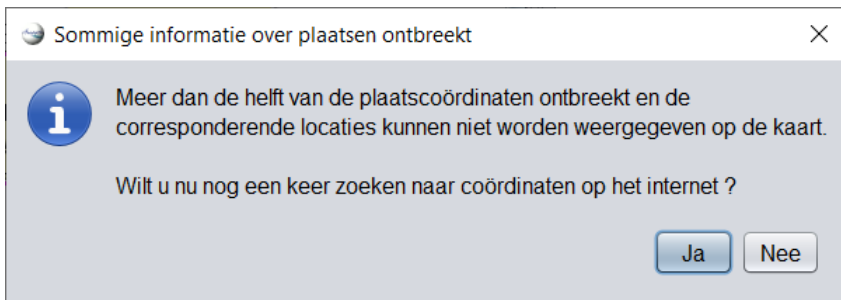 Sommige informatie over plaatsen ontbreekt
Meer dan de helft van de plaatscoördinaten ontbreekt en de
corresponderende locaties kunnen niet worden weergegeven op de kaart.
Wilt u nu nog een keer zoeken naar coördinaten op het internet ?
Ja Nee